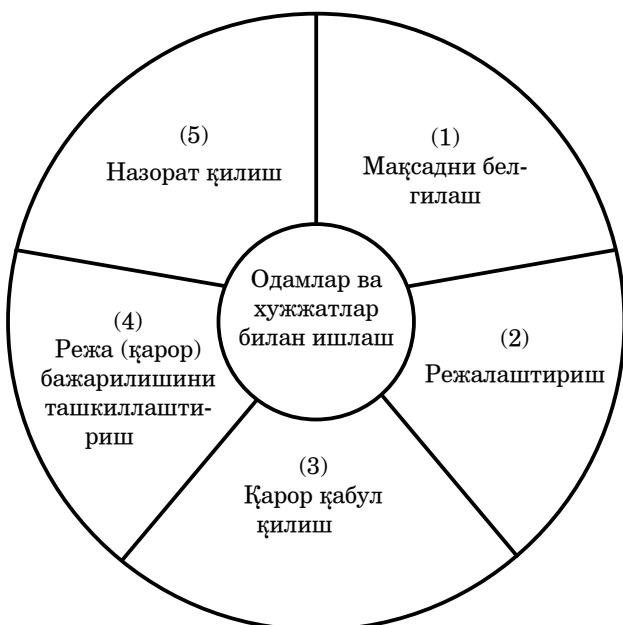 (1)
Мақсадни бел-
гилаш
(2)
Режалаштириш
(3)
Қарор қабул
қилиш
(4)
Режа (қарор)
бажарилишини
ташкиллашти-
риш
(5)
Назорат қилиш
Одамлар ва
хужжатлар
билан ишлаш